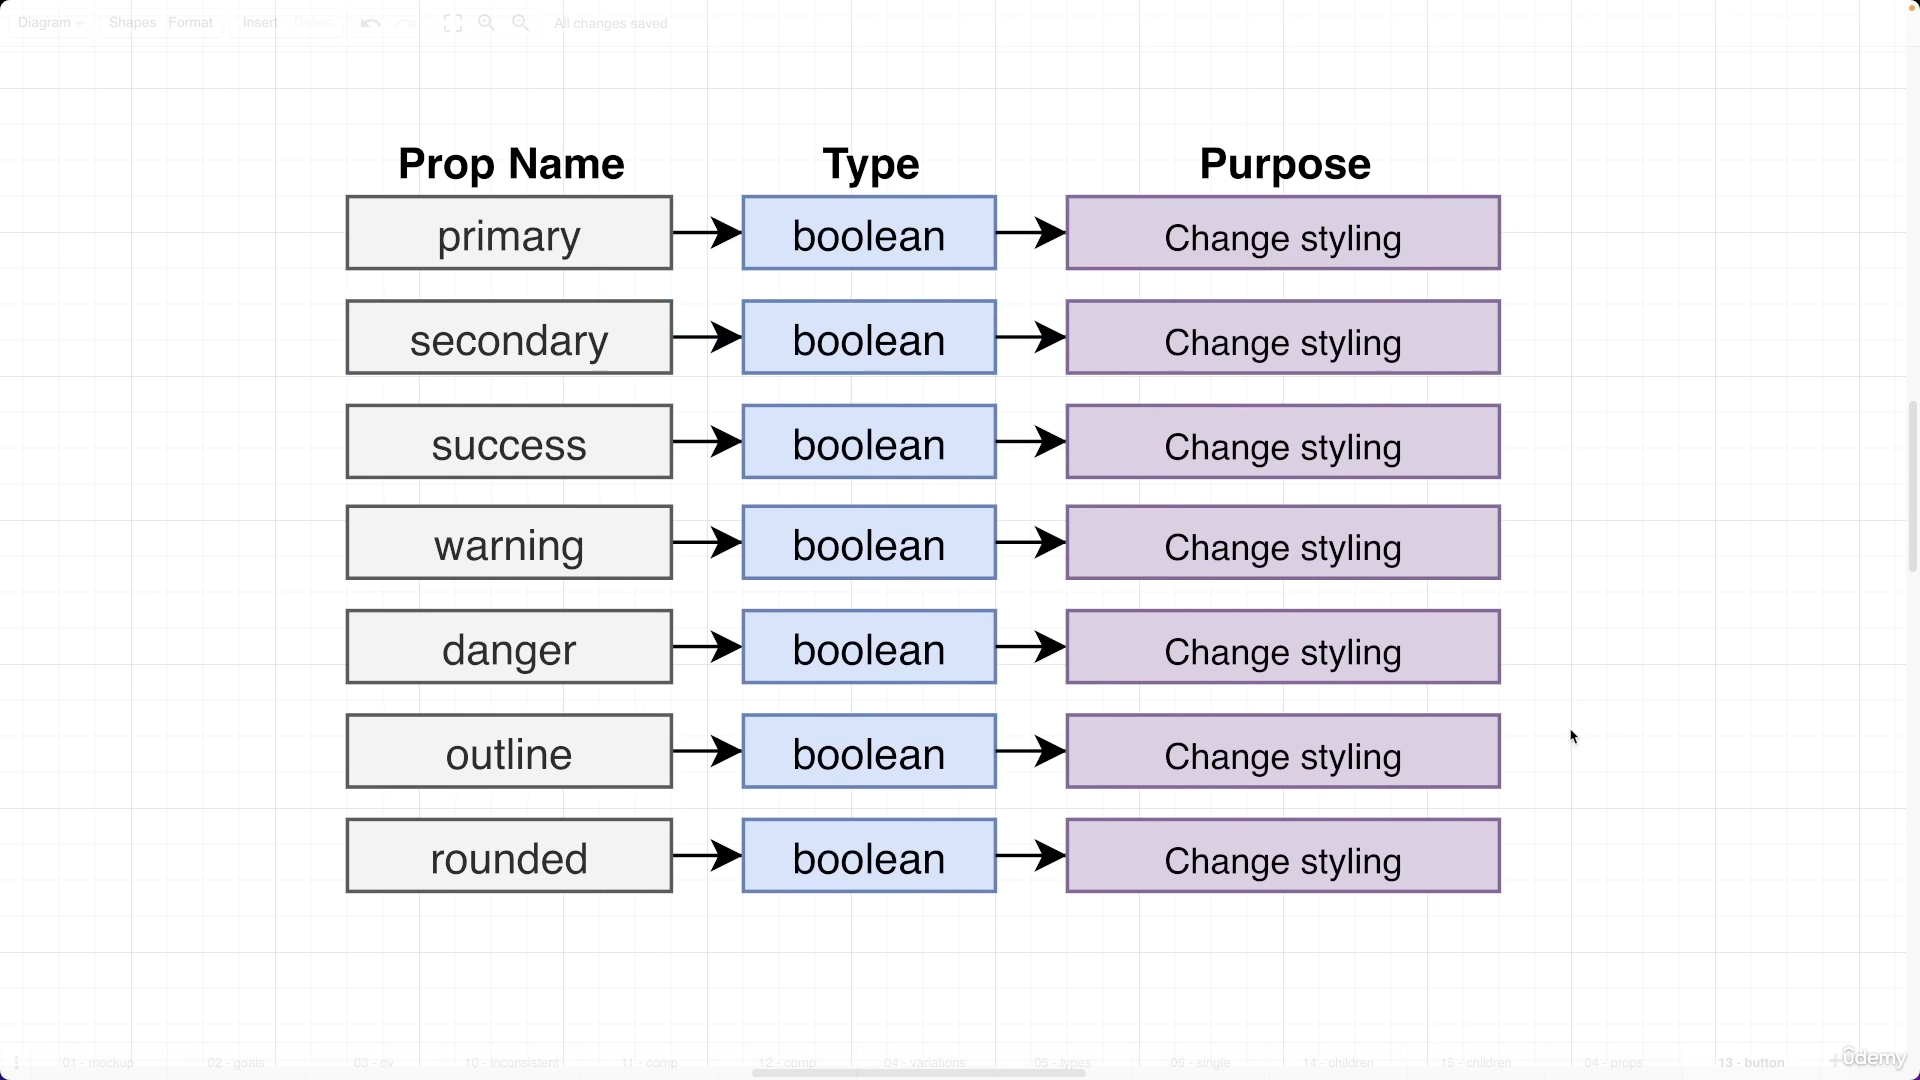 Diagram Shapes Format Insert Delete All changes saved
Prop Name Type Purpose
primary boolean Change styling
secondary boolean Change styling
success boolean Change styling
warning boolean Change styling
danger boolean Change styling
outline boolean Change styling
rounded boolean Change styling
01 - mockup 02 - goals 03 - ov 10 - inconsistent 11 - comp 12 - comp 04 - variations 05 - types 06 - single 14 - children 15 - children 04 - props 13 - button
ûdemy